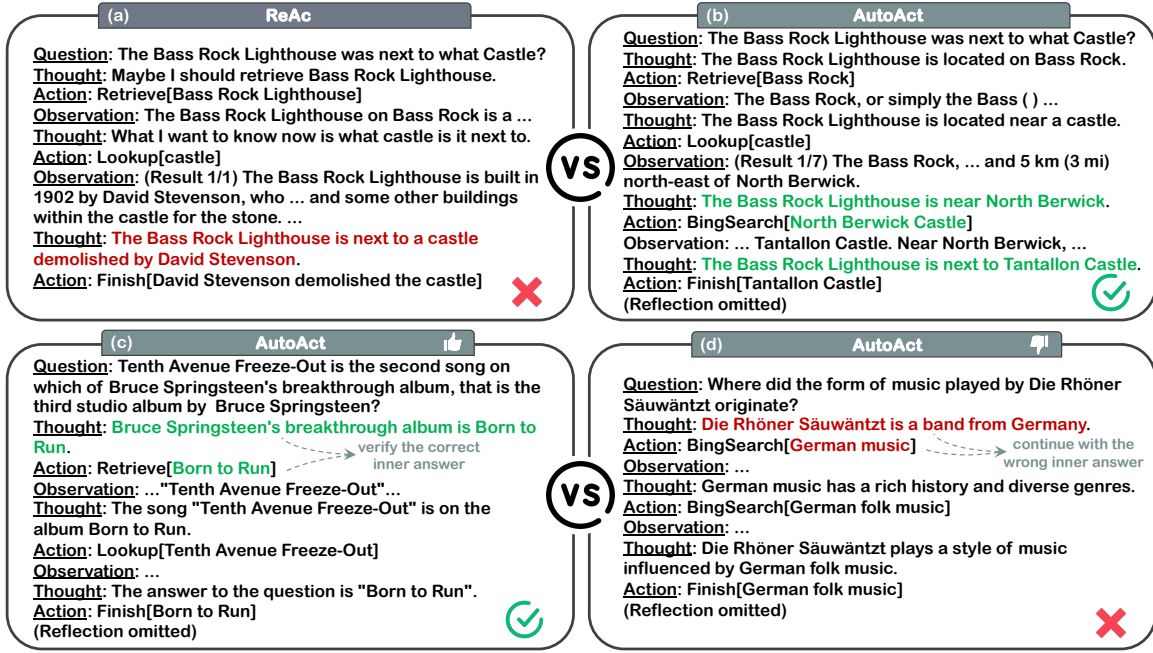 (a) ReAc
Question: The Bass Rock Lighthouse was next to what Castle?
Thought: Maybe I should retrieve Bass Rock Lighthouse.
Action: Retrieve[Bass Rock Lighthouse]
Observation: The Bass Rock Lighthouse on Bass Rock is a ...
Thought: What I want to know now is what castle is it next to.
Action: Lookup[castle]
Observation: (Result 1/1) The Bass Rock Lighthouse is built in
1902 by David Stevenson, who ... and some other buildings
within the castle for the stone. ...
Thought: The Bass Rock Lighthouse is next to a castle
demolished by David Stevenson.
Action: Finish[David Stevenson demolished the castle]
VS
(b) AutoAct
Question: The Bass Rock Lighthouse was next to what Castle?
Thought: The Bass Rock Lighthouse is located on Bass Rock.
Action: Retrieve[Bass Rock]
Observation: The Bass Rock, or simply the Bass ( ) ...
Thought: The Bass Rock Lighthouse is located near a castle.
Action: Lookup[castle]
Observation: (Result 1/7) The Bass Rock, ... and 5 km (3 mi)
north-east of North Berwick.
Thought: The Bass Rock Lighthouse is near North Berwick.
Action: BingSearch[North Berwick Castle]
Observation: ... Tantallon Castle. Near North Berwick, ...
Thought: The Bass Rock Lighthouse is next to Tantallon Castle.
Action: Finish[Tantallon Castle]
(Reflection omitted)
(c) AutoAct
Question: Tenth Avenue Freeze-Out is the second song on
which of Bruce Springsteen's breakthrough album, that is the
third studio album by Bruce Springsteen?
Thought: Bruce Springsteen's breakthrough album is Born to
Run.
verify the correct
inner answer
Action: Retrieve[Born to Run]
Observation: ..."Tenth Avenue Freeze-Out"...
Thought: The song "Tenth Avenue Freeze-Out" is on the
album Born to Run.
Action: Lookup[Tenth Avenue Freeze-Out]
Observation: ...
Thought: The answer to the question is "Born to Run".
Action: Finish[Born to Run]
(Reflection omitted)
VS
(d) AutoAct
Question: Where did the form of music played by Die Rhöner
Säuwäntzt originate?
Thought: Die Rhöner Säuwäntzt is a band from Germany.
Action: BingSearch[German music]
continue with the
wrong inner answer
Observation: ...
Thought: German music has a rich history and diverse genres.
Action: BingSearch[German folk music]
Observation: ...
Thought: Die Rhöner Säuwäntzt plays a style of music
influenced by German folk music.
Action: Finish[German folk music]
(Reflection omitted)